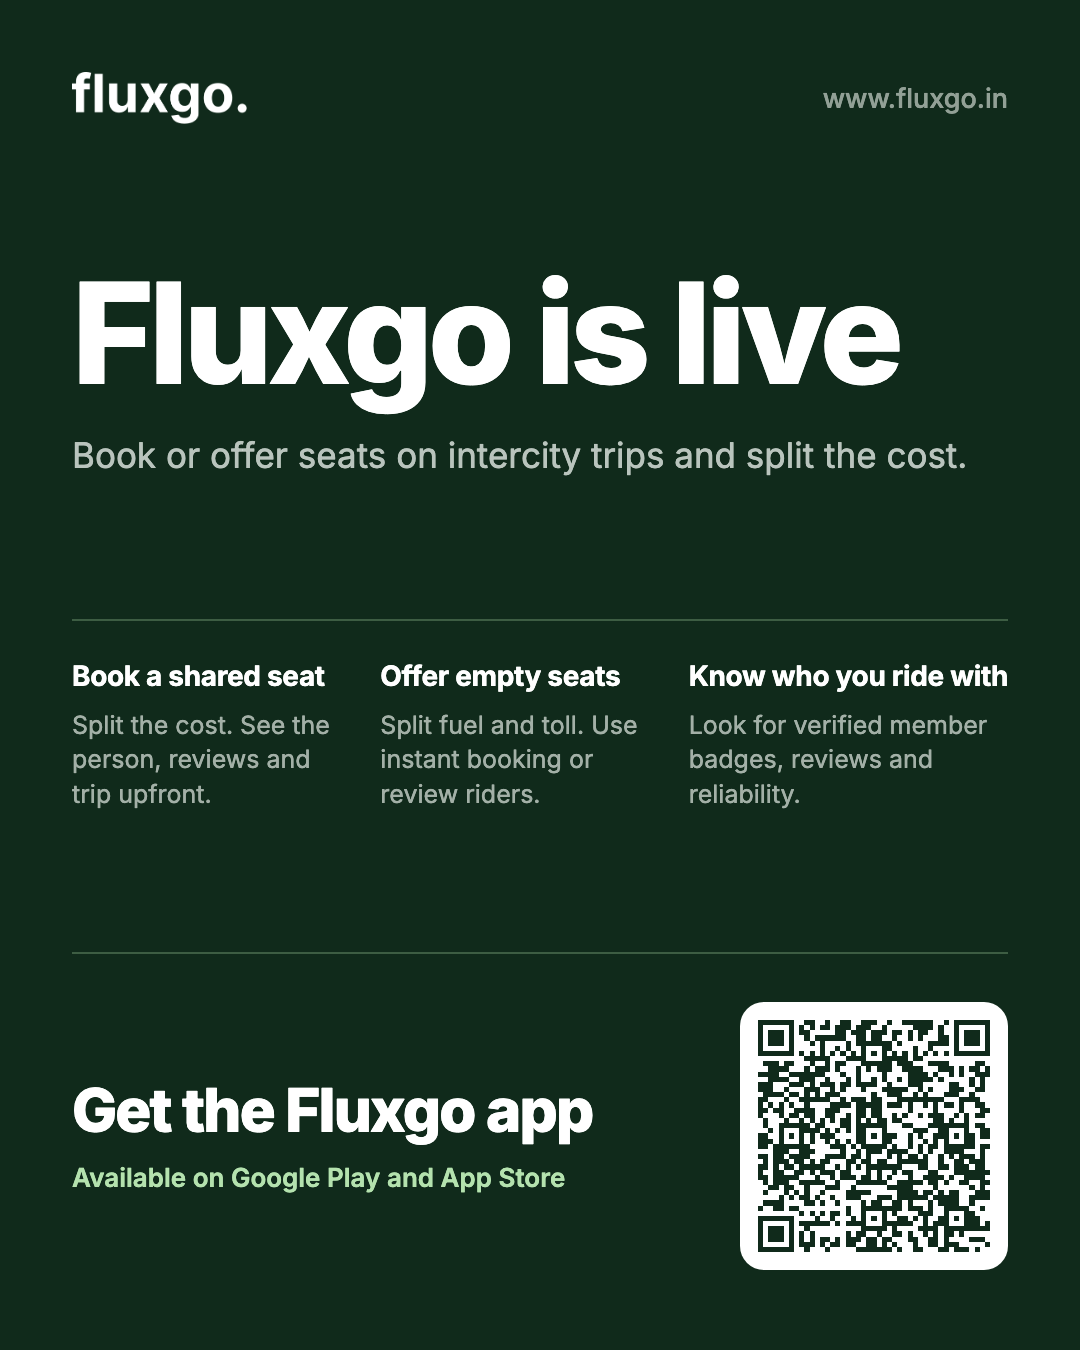 fluxgo.
www.fluxgo.in
Fluxgo is live
Book or offer seats on intercity trips and split the cost.
Book a shared seat
Split the cost. See the
person, reviews and
trip upfront.
Offer empty seats
Split fuel and toll. Use
instant booking or
review riders.
Know who you ride with
Look for verified member
badges, reviews and
reliability.
Get the Fluxgo app
Available on Google Play and App Store